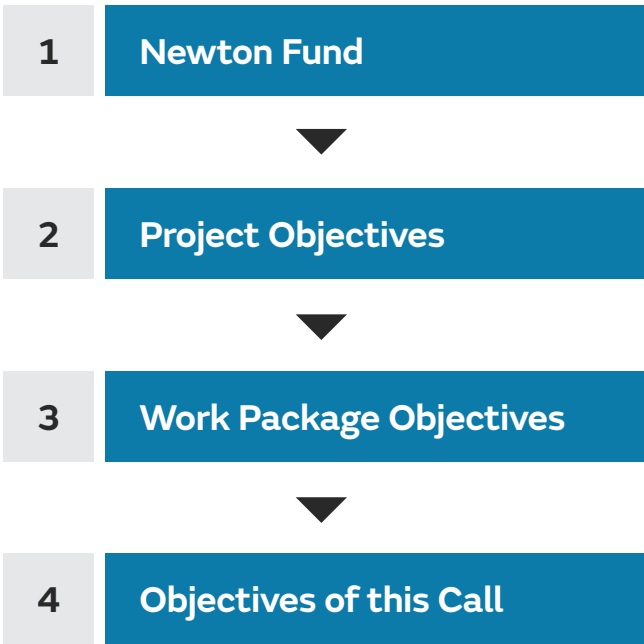 1 Newton Fund
2 Project Objectives
3 Work Package Objectives
4 Objectives of this Call